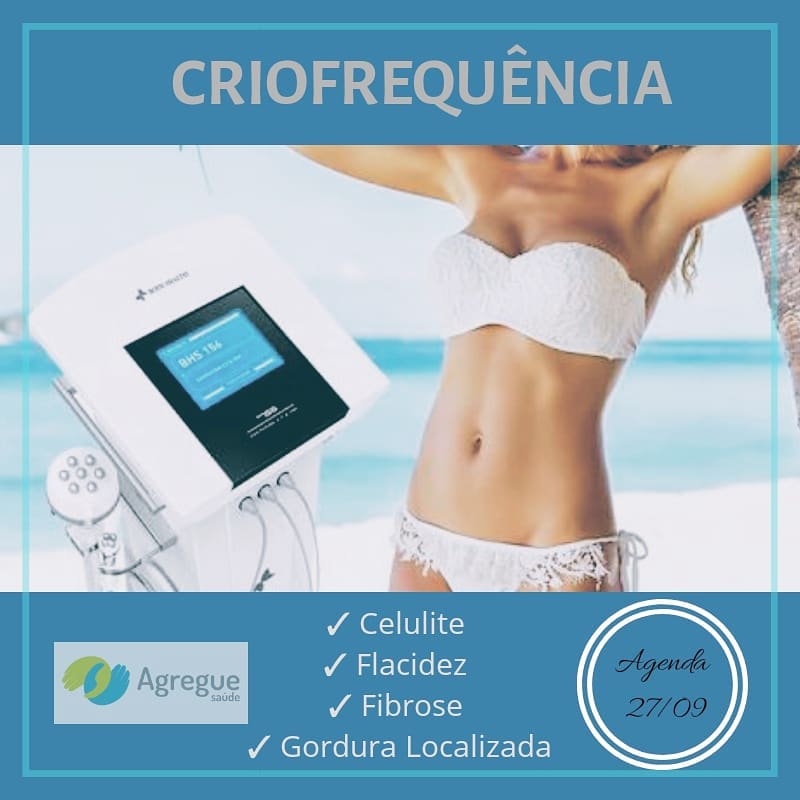 CRIOFREQUÊNCIA
BHS 156
✓ Celulite
✓ Flacidez
✓ Fibrose
✓ Gordura Localizada
Agregue
saúde
Agenda
27/09